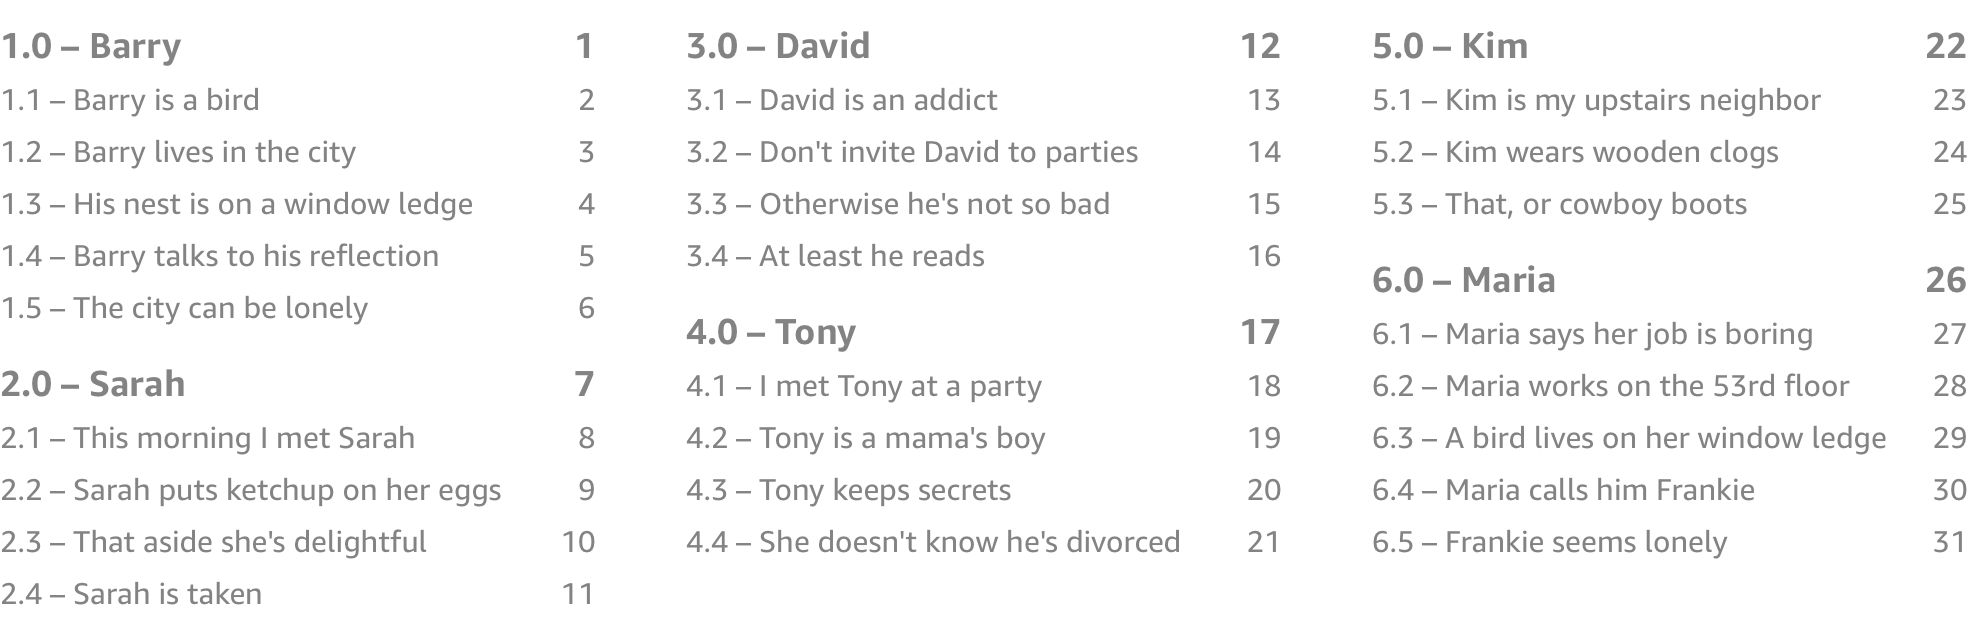 1.0 – Barry 1
1.1 – Barry is a bird 2
1.2 – Barry lives in the city 3
1.3 – His nest is on a window ledge 4
1.4 – Barry talks to his reflection 5
1.5 – The city can be lonely 6
2.0 – Sarah 7
2.1 – This morning I met Sarah 8
2.2 – Sarah puts ketchup on her eggs 9
2.3 – That aside she's delightful 10
2.4 – Sarah is taken 11
3.0 – David 12
3.1 – David is an addict 13
3.2 – Don't invite David to parties 14
3.3 – Otherwise he's not so bad 15
3.4 – At least he reads 16
4.0 – Tony 17
4.1 – I met Tony at a party 18
4.2 – Tony is a mama's boy 19
4.3 – Tony keeps secrets 20
4.4 – She doesn't know he's divorced 21
5.0 – Kim 22
5.1 – Kim is my upstairs neighbor 23
5.2 – Kim wears wooden clogs 24
5.3 – That, or cowboy boots 25
6.0 – Maria 26
6.1 – Maria says her job is boring 27
6.2 – Maria works on the 53rd floor 28
6.3 – A bird lives on her window ledge 29
6.4 – Maria calls him Frankie 30
6.5 – Frankie seems lonely 31